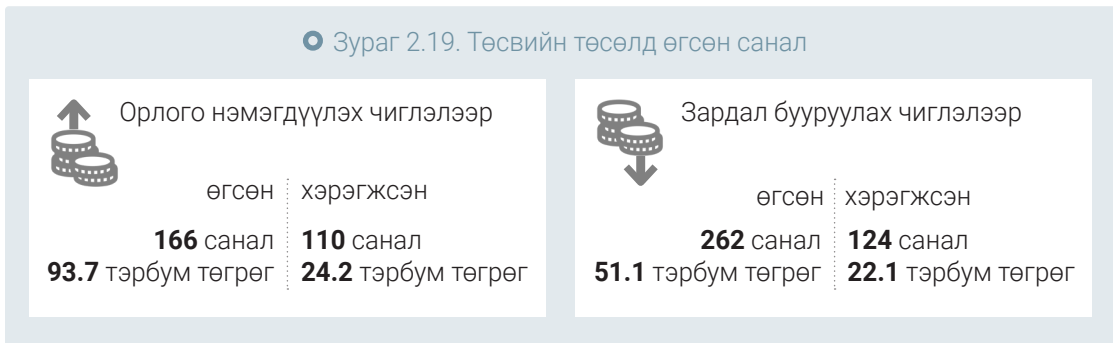 Зураг 2.19. Төсвийн төсөлд өгсөн санал
Орлого нэмэгдүүлэх чиглэлээр
өгсөн хэрэгжсэн
166 санал 110 санал
93.7 тэрбум төгрөг 24.2 тэрбум төгрөг
Зардал бууруулах чиглэлээр
өгсөн хэрэгжсэн
262 санал 124 санал
51.1 тэрбум төгрөг 22.1 тэрбум төгрөг